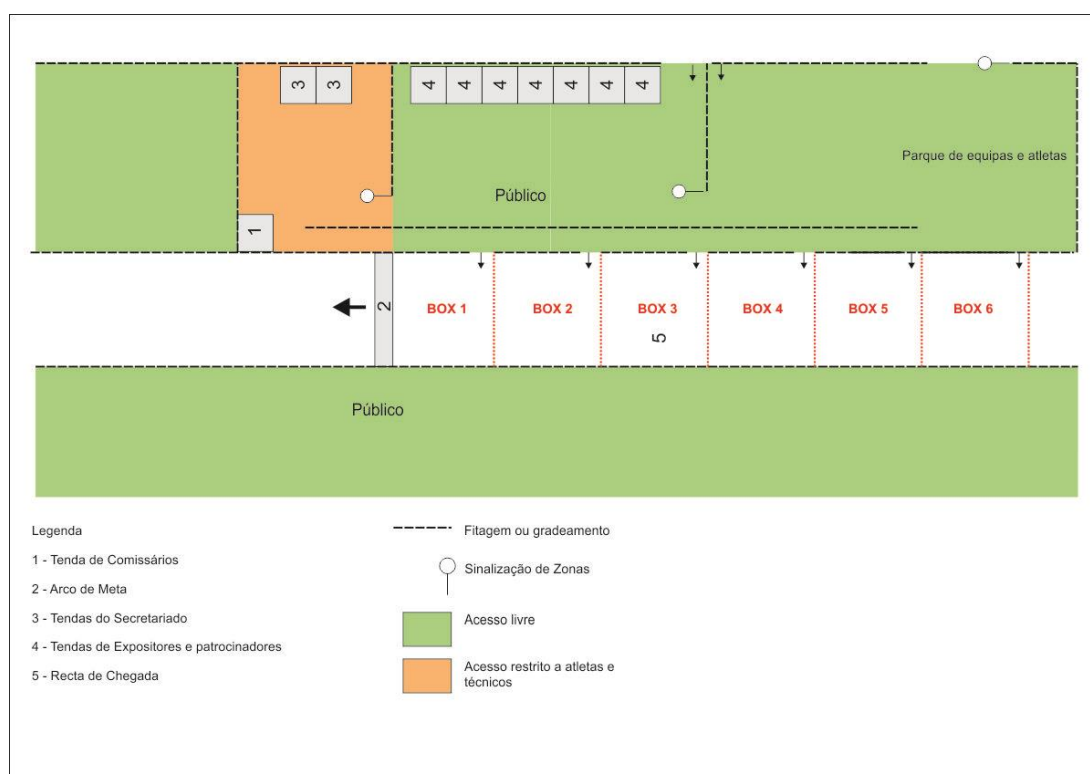 3 3 4 4 4 4 4 4 4
Parque de equipas e atletas
Público
1
2
BOX 1 BOX 2 BOX 3 BOX 4 BOX 5 BOX 6
5
Público
Legenda
1 - Tenda de Comissários
2 - Arco de Meta
3 - Tendas do Secretariado
4 - Tendas de Expositores e patrocinadores
5 - Recta de Chegada
Fitagem ou gradeamento
Sinalização de Zonas
Acesso livre
Acesso restrito a atletas e
técnicos